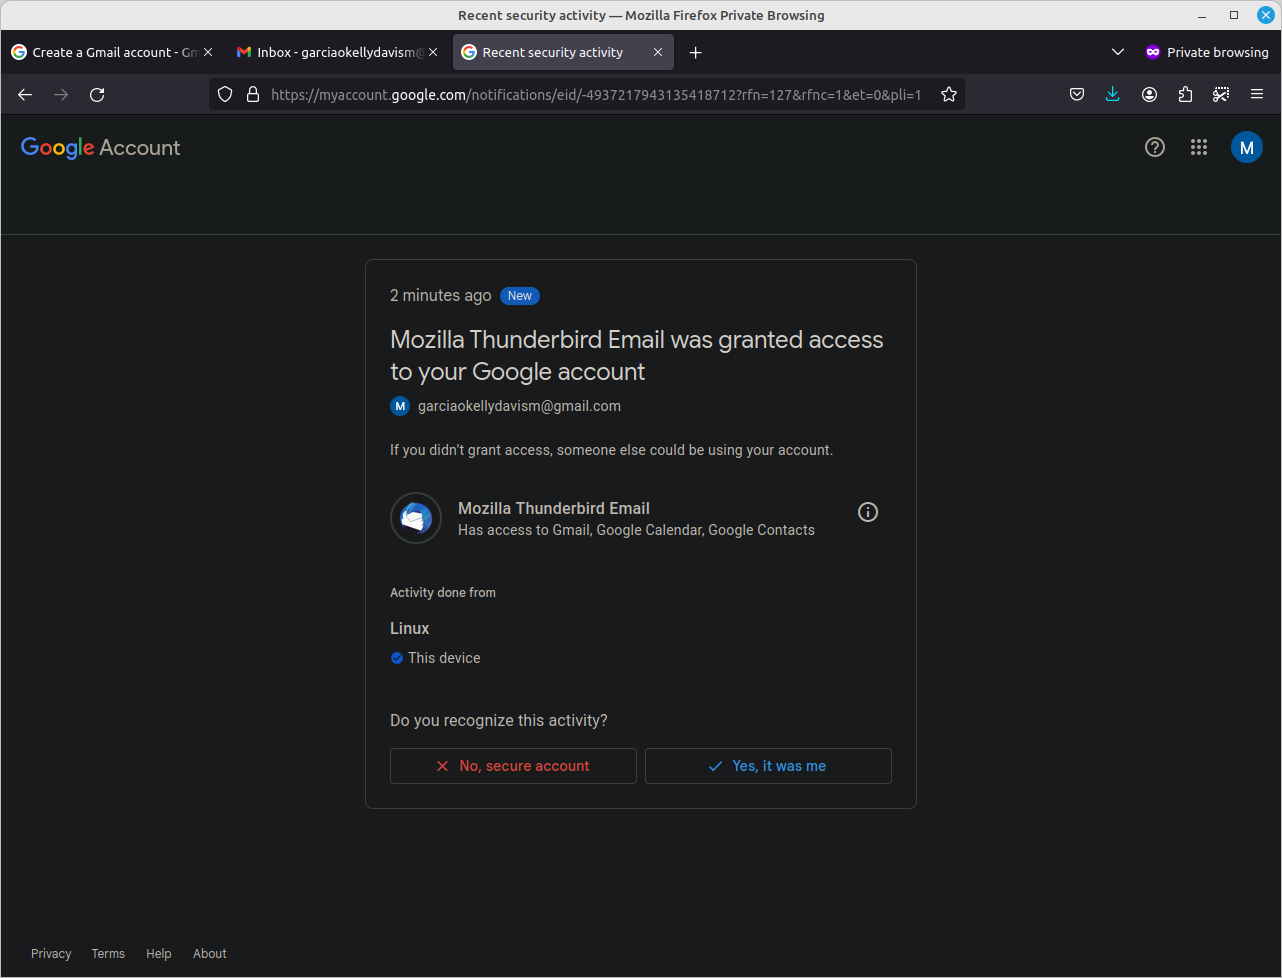 Recent security activity — Mozilla Firefox Private Browsing
Create a Gmail account - Gm
Inbox - garciaokellydavism@
Recent security activity
Private browsing
https://myaccount.google.com/notifications/eid/-4937217943135418712?rfn=127&rfnc=1&et=0&pli=1
Google Account
M
2 minutes ago New
Mozilla Thunderbird Email was granted access
to your Google account
M garciaokellydavism@gmail.com
If you didn’t grant access, someone else could be using your account.
Mozilla Thunderbird Email
Has access to Gmail, Google Calendar, Google Contacts
Activity done from
Linux
This device
Do you recognize this activity?
No, secure account
Yes, it was me
Privacy Terms Help About